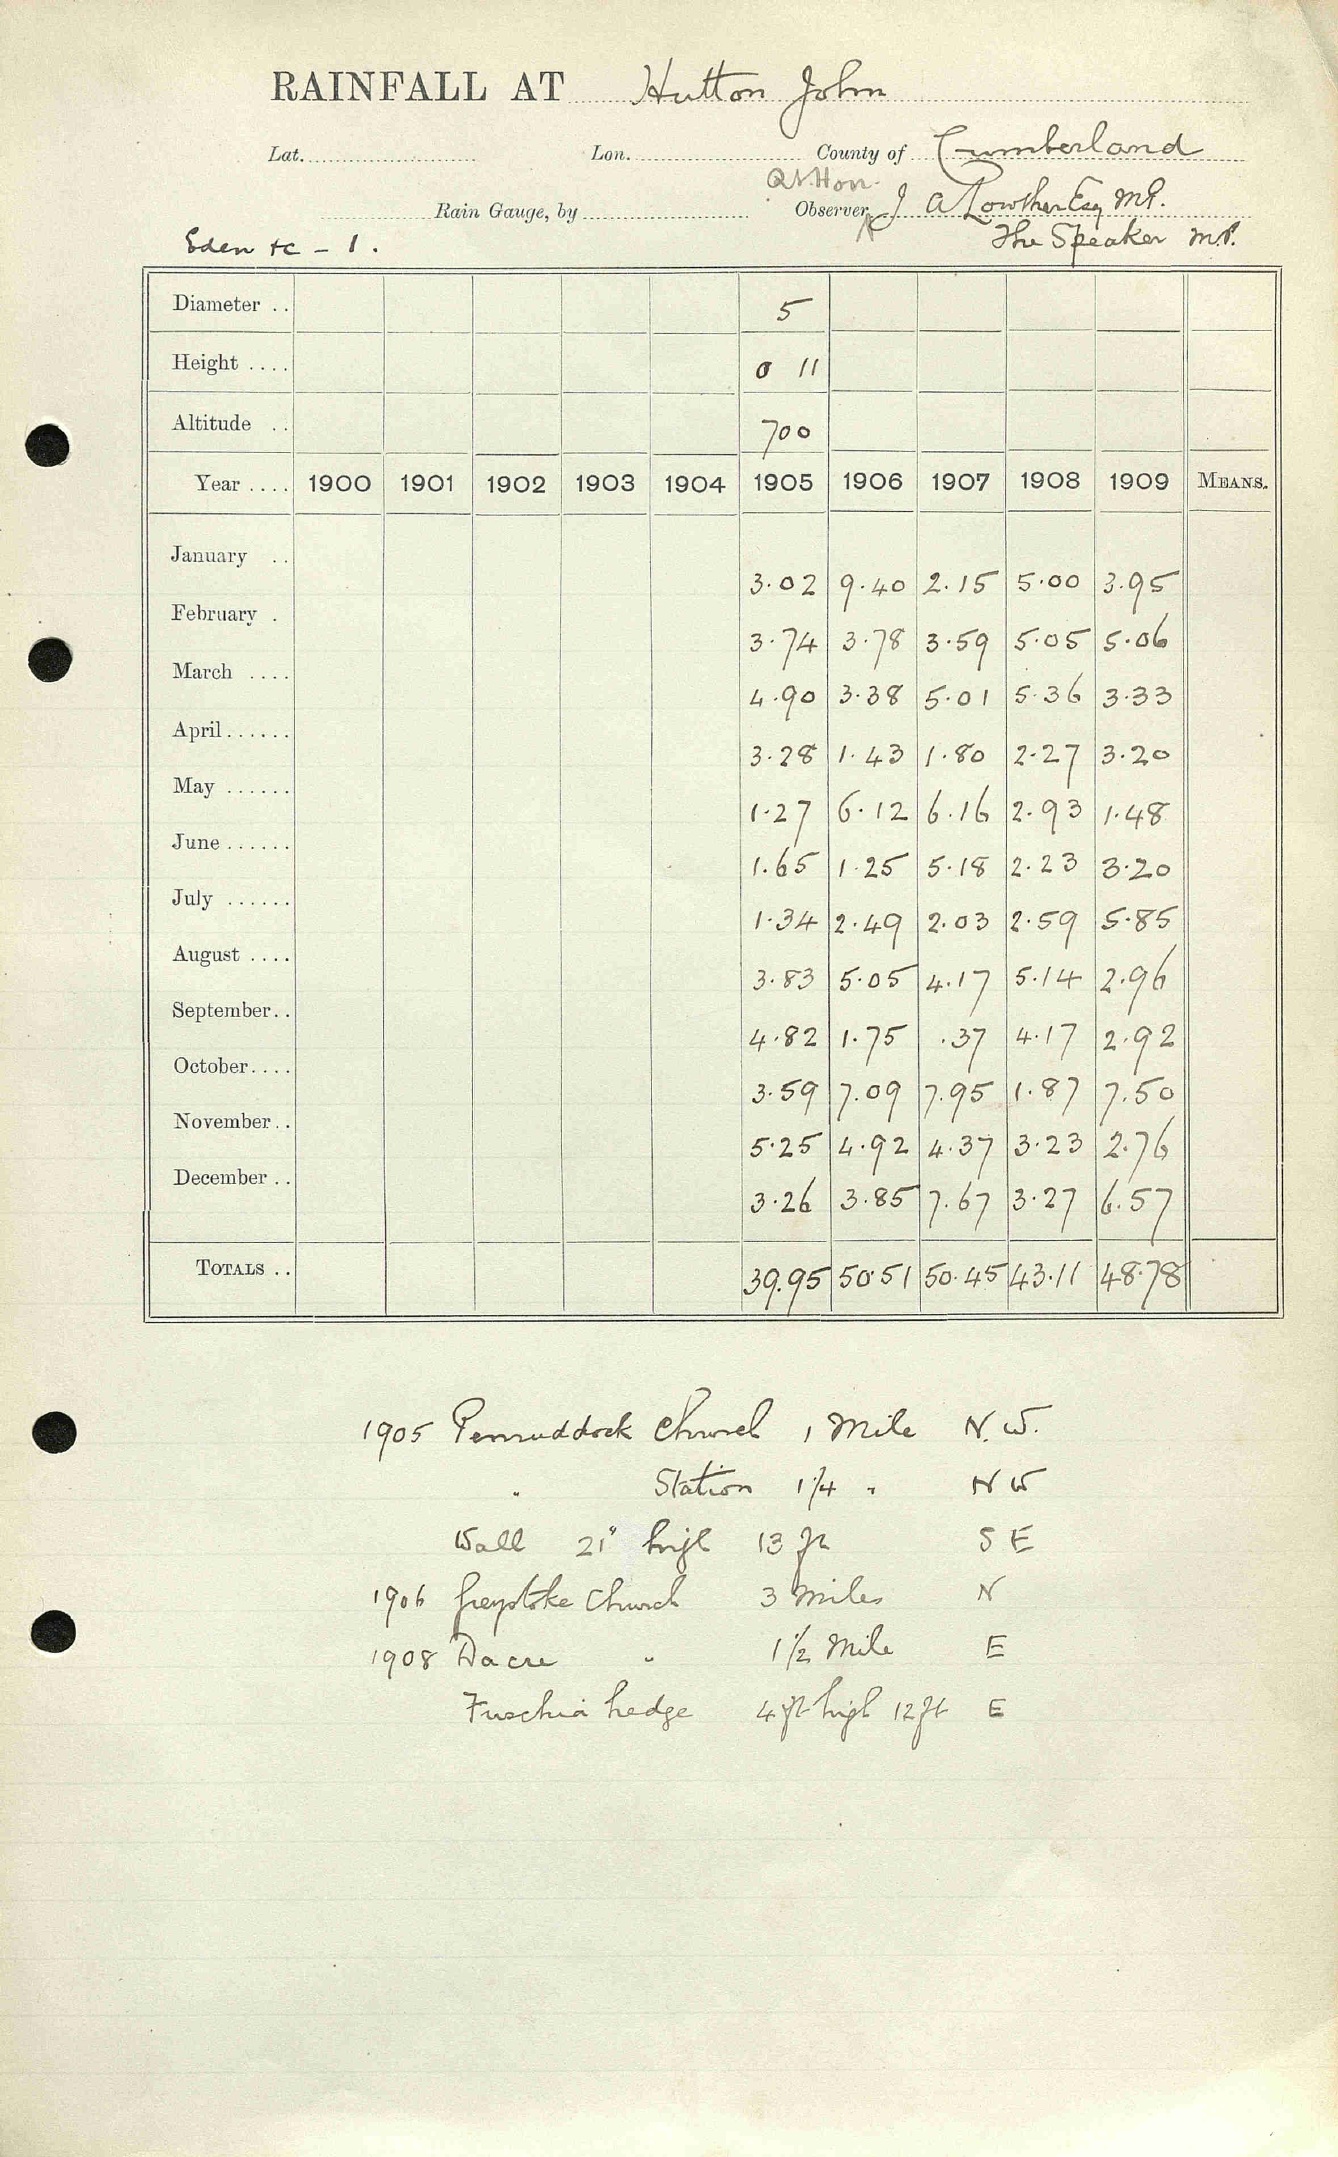 RAINFALL AT Hutton John
Lat. Lon. County of Cumberland
Rt. Hon.
Rain Gauge, by Observer, J A Lowther Esq M.P.
Eden &c - 1. The Speaker M.P.
Diameter .. 5
Height .... 0 11
Altitude .. 700
Year .... 1900 1901 1902 1903 1904 1905 1906 1907 1908 1909 MEANS.
January .. 3.02 9.40 2.15 5.00 3.95
February . 3.74 3.78 3.59 5.05 5.06
March .... 4.90 3.38 5.01 5.36 3.33
April...... 3.28 1.43 1.80 2.27 3.20
May ...... 1.27 6.12 6.16 2.93 1.48
June ...... 1.65 1.25 5.18 2.23 3.20
July ...... 1.34 2.49 2.03 2.59 5.85
August .... 3.83 5.05 4.17 5.14 2.96
September.. 4.82 1.75 .37 4.17 2.92
October.... 3.59 7.09 7.95 1.87 7.50
November.. 5.25 4.92 4.37 3.23 2.76
December .. 3.26 3.85 7.67 3.27 6.57
TOTALS .. 39.95 50.51 50.45 43.11 48.78
1905 Penruddock Church 1 Mile N.W.
" Station 1 1/4 " N W
Wall 21" high 13 ft S E
1906 Greystoke Church 3 Miles N
1908 Dacre " 1 1/2 Mile E
Fuschia hedge 4 ft high 12 ft E